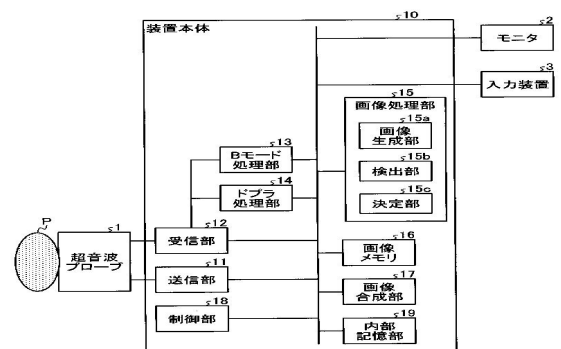 装置本体
10
2
モニタ
3
入力装置
15
画像処理部
15a
画像
生成部
15b
検出部
15c
決定部
13
Bモード
処理部
14
ドプラ
処理部
P
1
超音波
プローブ
12
受信部
11
送信部
18
制御部
16
画像
メモリ
17
画像
合成部
19
内部
記憶部